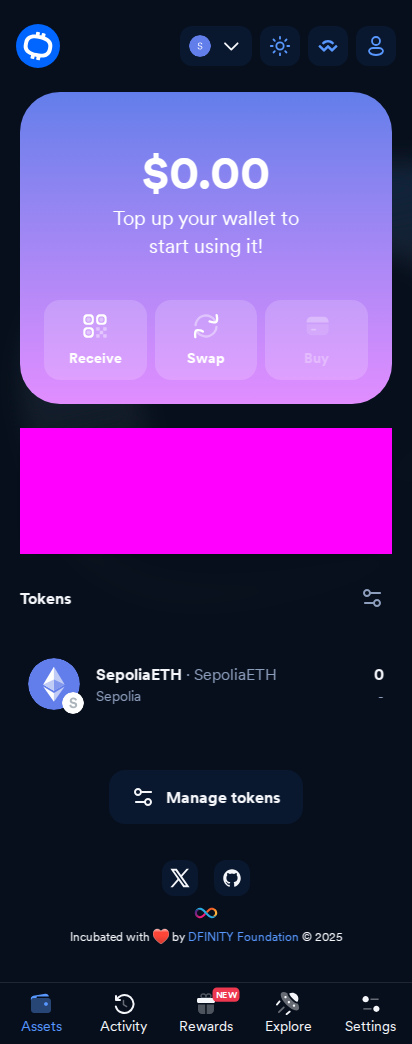 S
$0.00
Top up your wallet to
start using it!
Receive
Swap
Buy
Tokens
SepoliaETH · SepoliaETH
0
S
Sepolia
-
Manage tokens
Incubated with ❤️ by DFINITY Foundation © 2025
NEW
Assets
Activity
Rewards
Explore
Settings